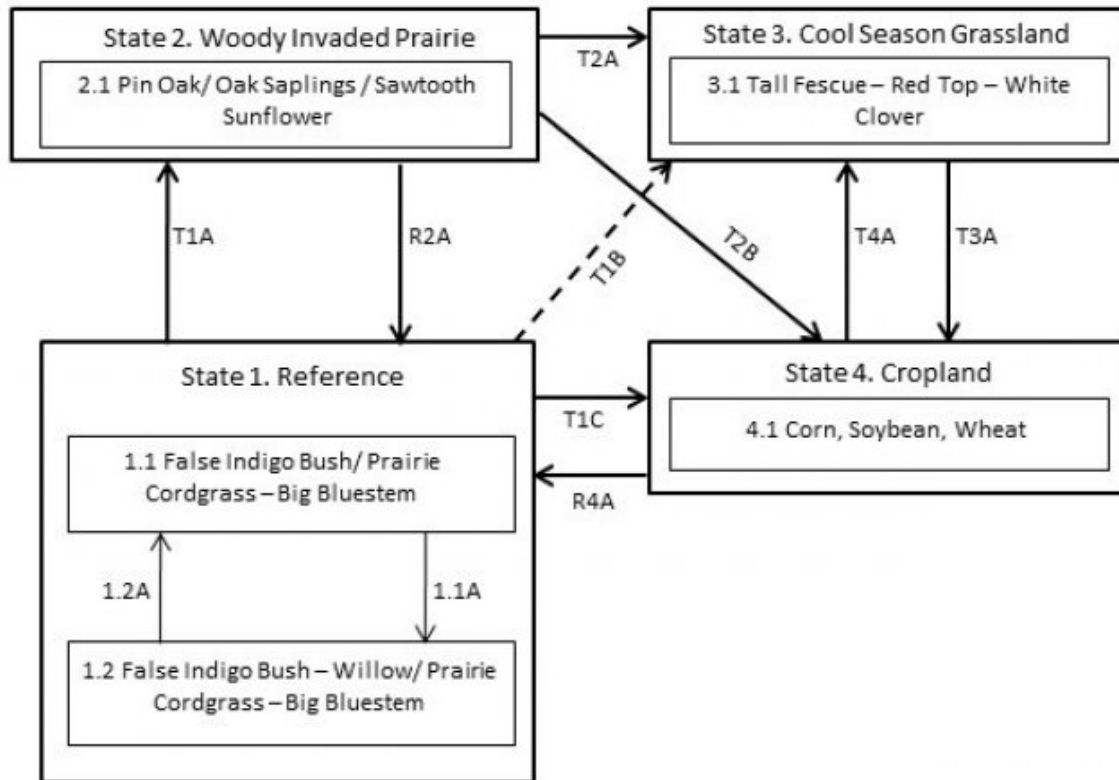 State 2. Woody Invaded Prairie
2.1 Pin Oak/ Oak Saplings / Sawtooth
Sunflower
T2A
State 3. Cool Season Grassland
3.1 Tall Fescue – Red Top – White
Clover
T1A
R2A
T1B
T2B
T4A
T3A
State 1. Reference
1.1 False Indigo Bush/ Prairie
Cordgrass – Big Bluestem
1.2A
1.1A
1.2 False Indigo Bush – Willow/ Prairie
Cordgrass – Big Bluestem
T1C
R4A
State 4. Cropland
4.1 Corn, Soybean, Wheat